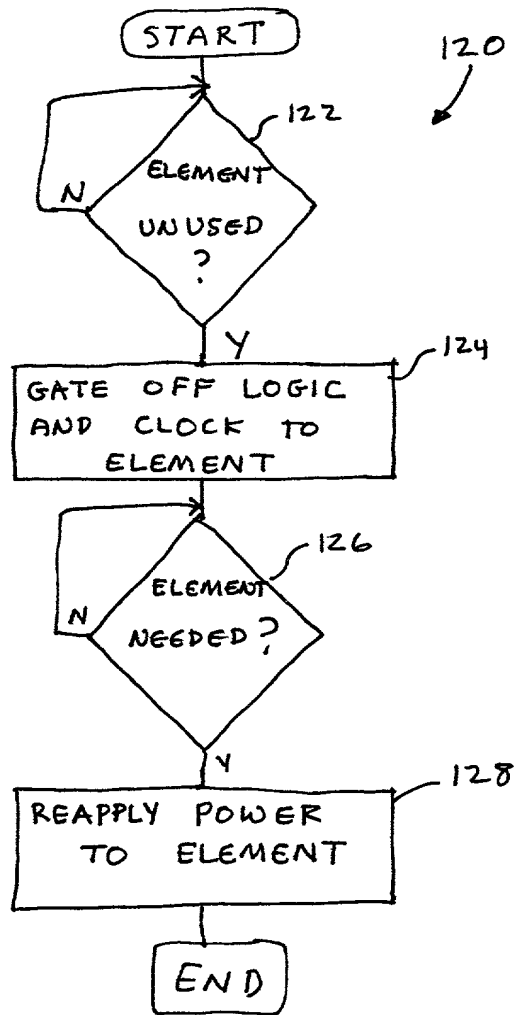 START
120
122
ELEMENT
UNUSED
?
N
Y
124
GATE OFF LOGIC
AND CLOCK TO
ELEMENT
126
ELEMENT
NEEDED?
N
Y
128
REAPPLY POWER
TO ELEMENT
END